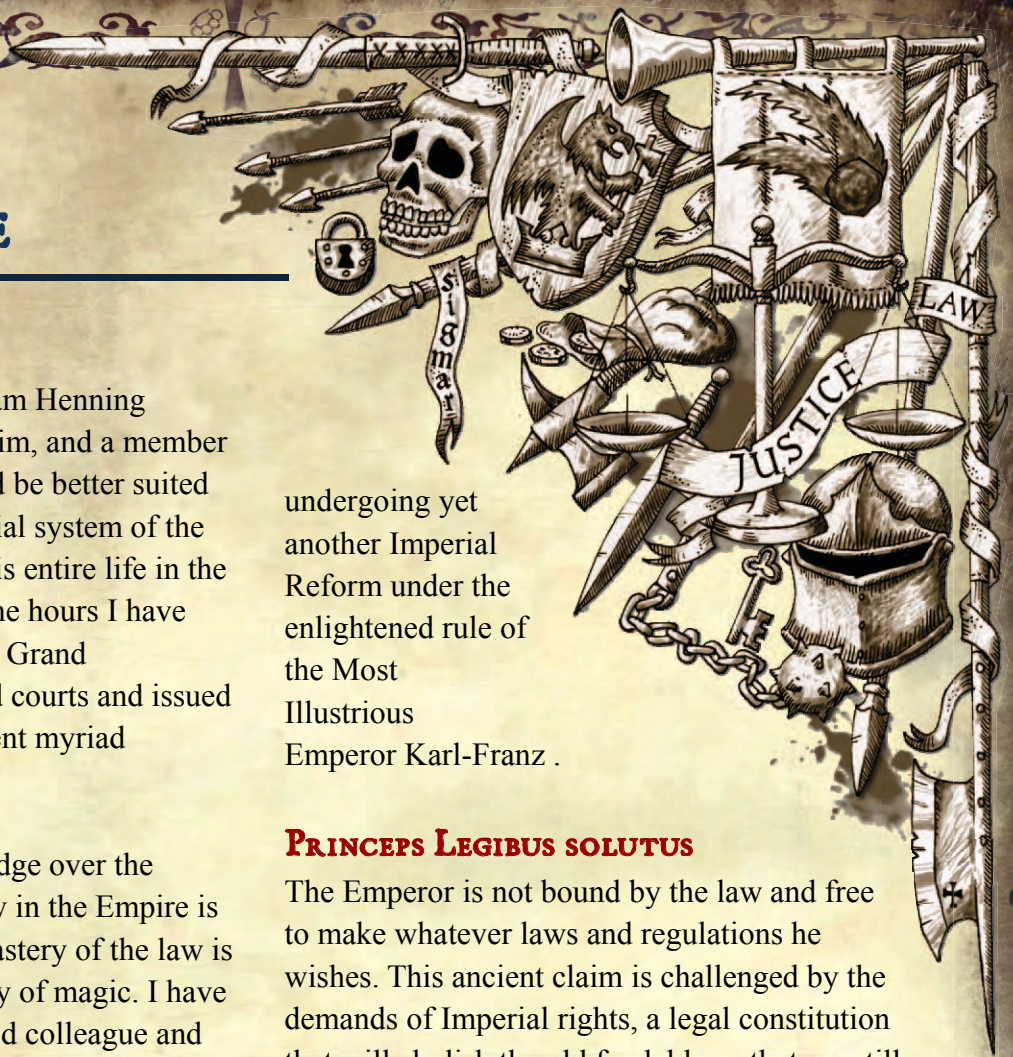 E
am Henning
im, and a member
d be better suited
ial system of the
is entire life in the
ne hours I have
Grand
d courts and issued
ent myriad
dge over the
y in the Empire is
astery of the law is
y of magic. I have
d colleague and
sigmar
LAW
JUSTICE
undergoing yet
another Imperial
Reform under the
enlightened rule of
the Most
Illustrious
Emperor Karl-Franz .
Princeps Legibus solutus
The Emperor is not bound by the law and free
to make whatever laws and regulations he
wishes. This ancient claim is challenged by the
demands of Imperial rights, a legal constitution